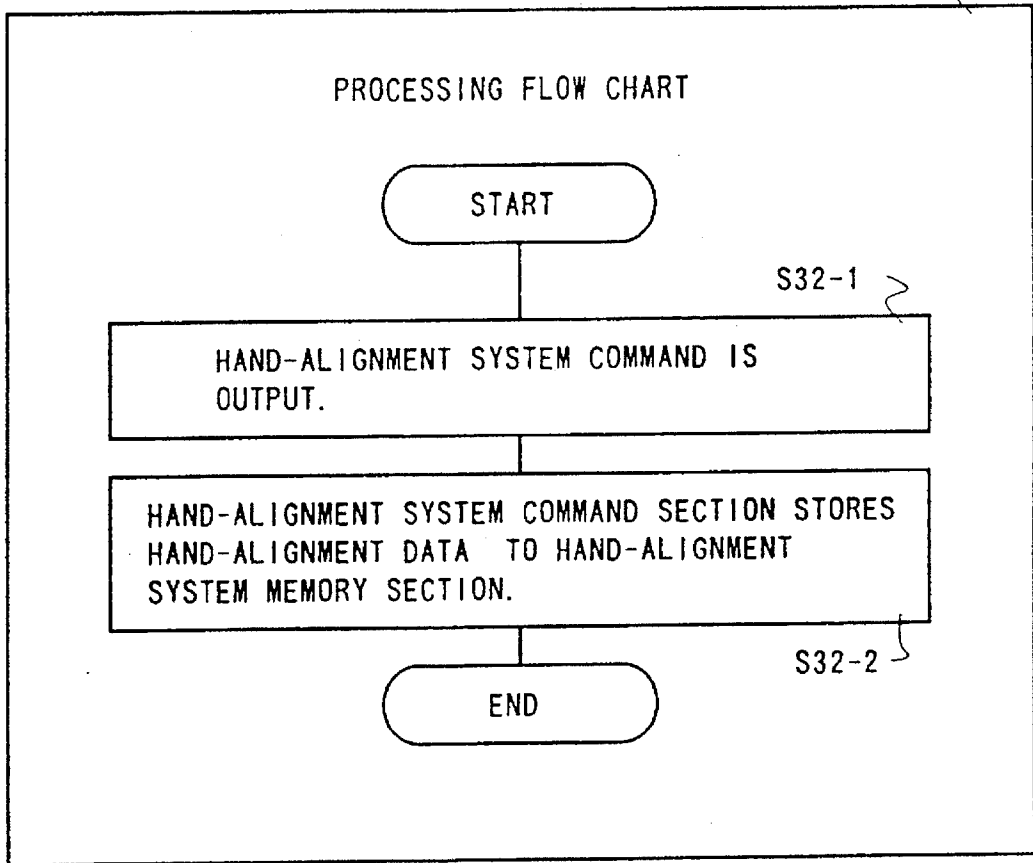 PROCESSING FLOW CHART
START
S32-1
HAND-ALIGNMENT SYSTEM COMMAND IS
OUTPUT.
HAND-ALIGNMENT SYSTEM COMMAND SECTION STORES
HAND-ALIGNMENT DATA TO HAND-ALIGNMENT
SYSTEM MEMORY SECTION.
S32-2
END